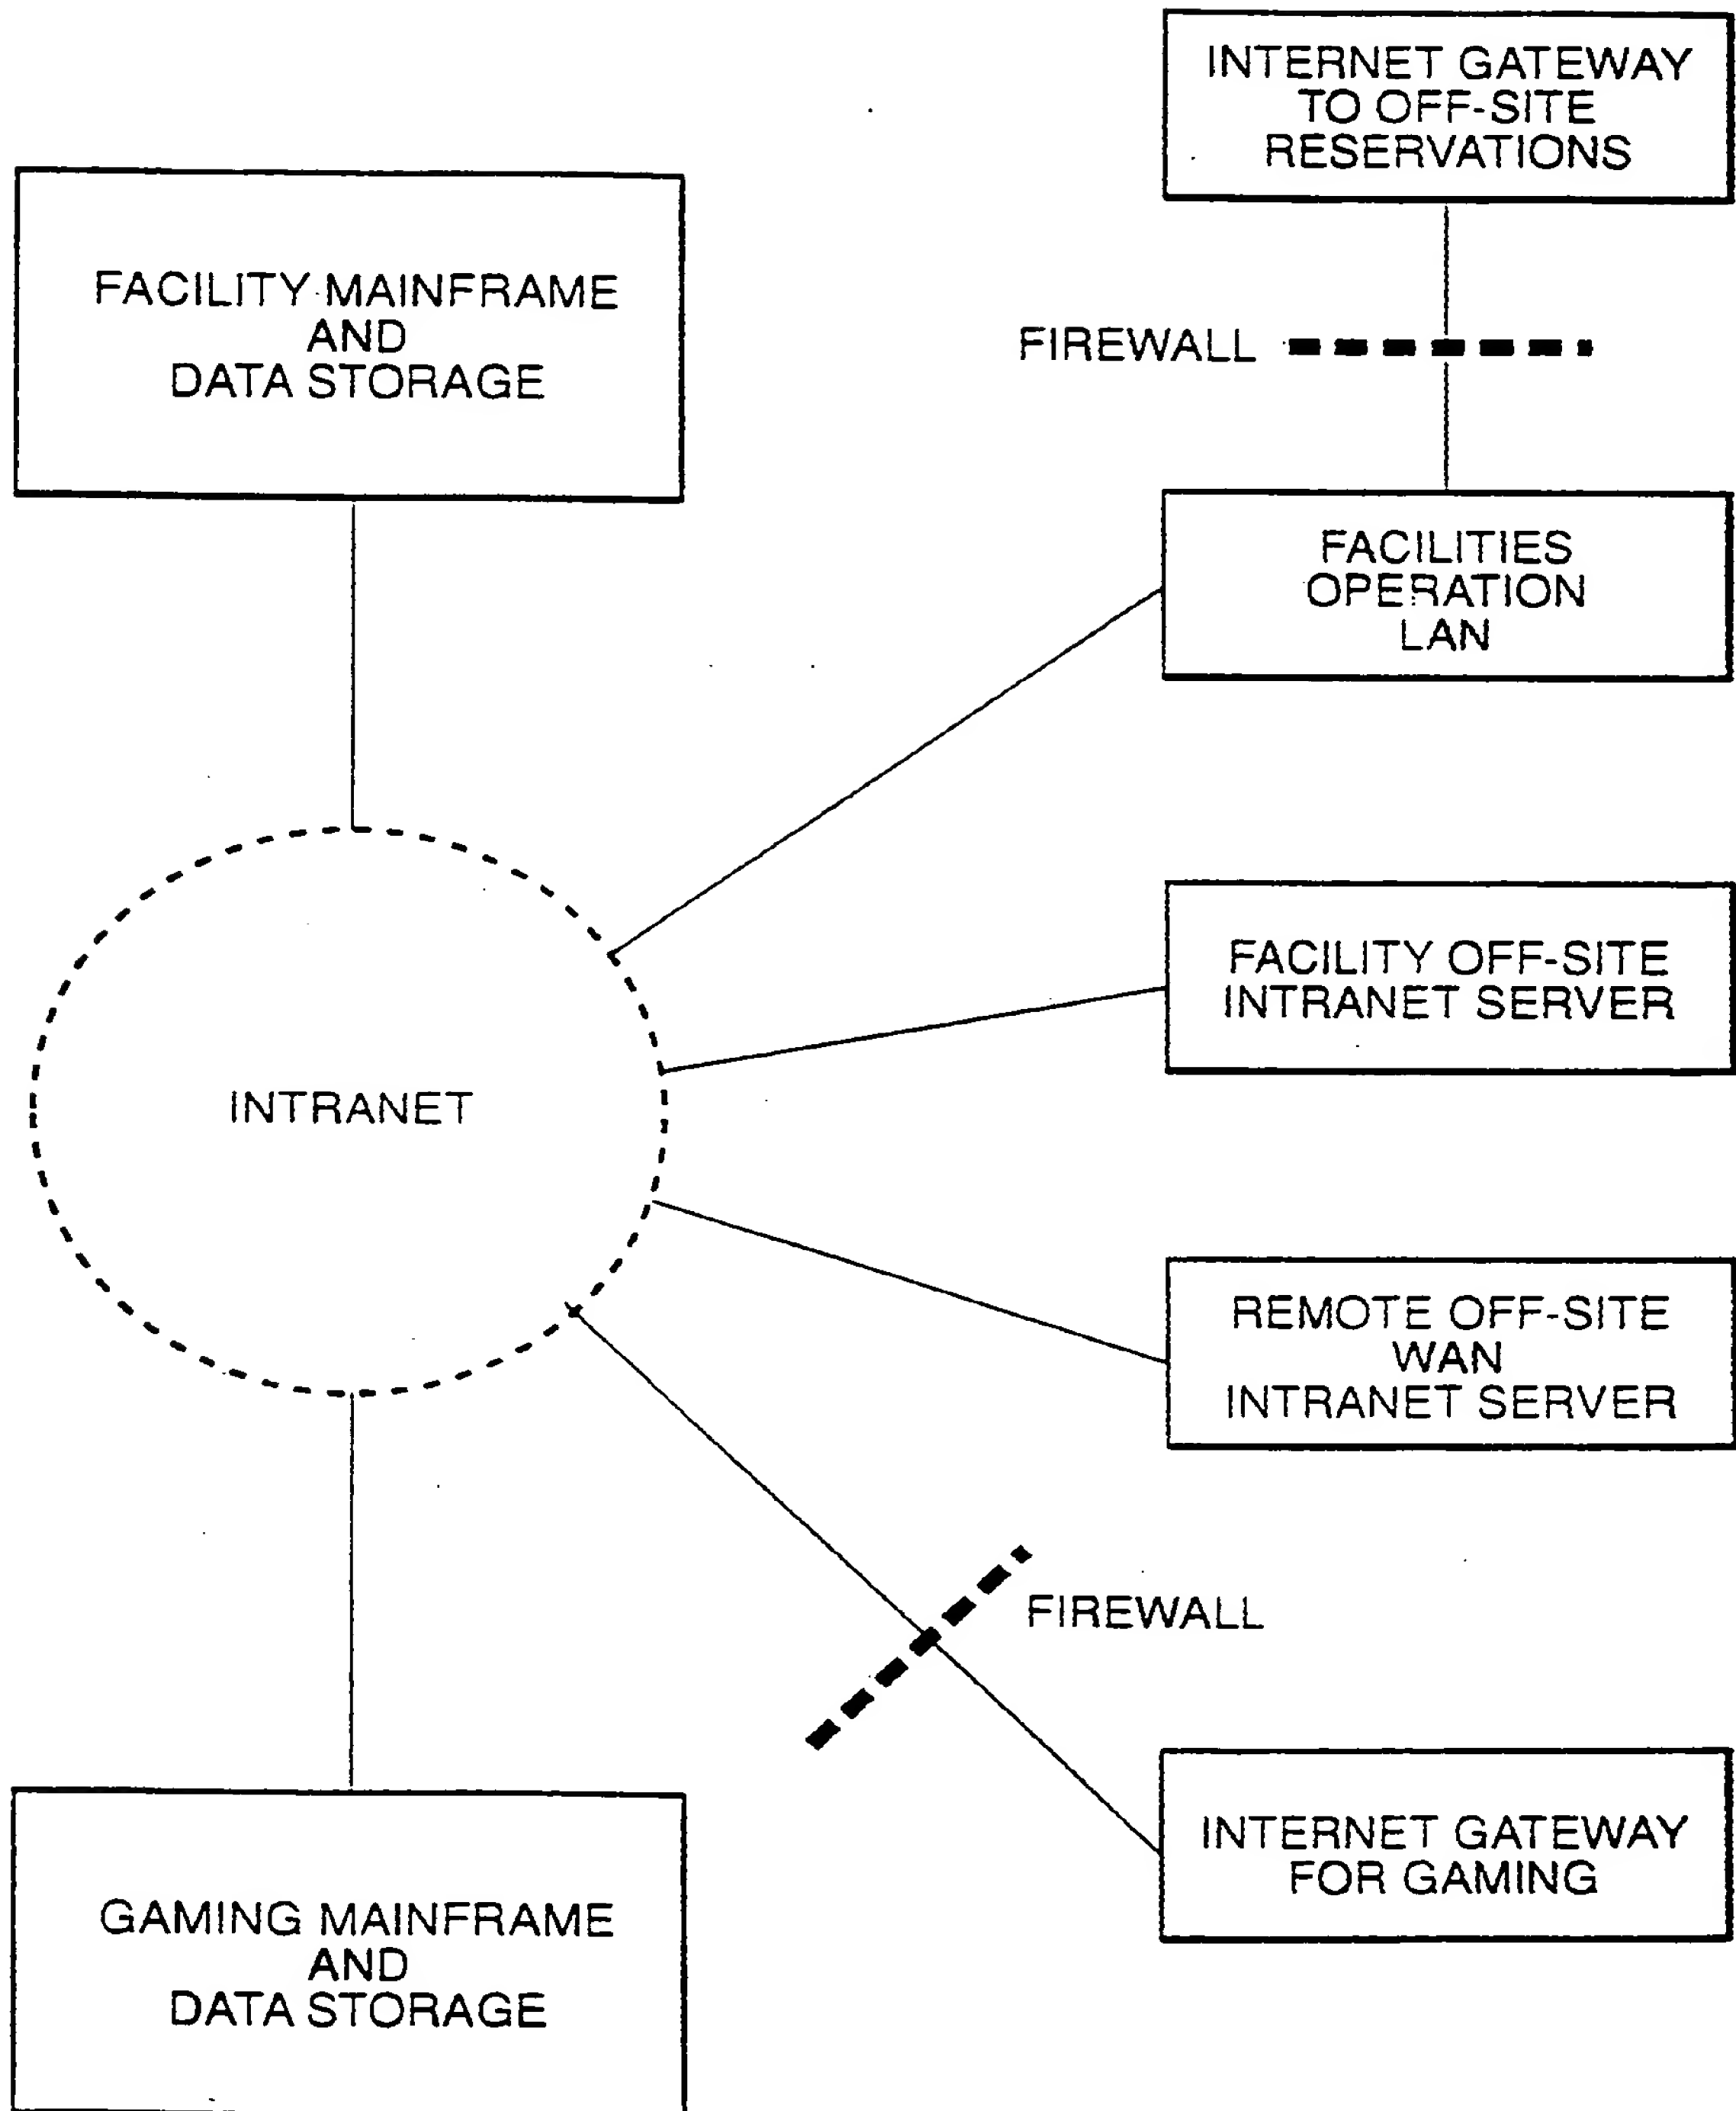 INTERNET GATEWAY
TO OFF-SITE
RESERVATIONS
FACILITY MAINFRAME
AND
DATA STORAGE
FIREWALL
FACILITIES
OPERATION
LAN
FACILITY OFF-SITE
INTRANET SERVER
INTRANET
REMOTE OFF-SITE
WAN
INTRANET SERVER
FIREWALL
INTERNET GATEWAY
FOR GAMING
GAMING MAINFRAME
AND
DATA STORAGE